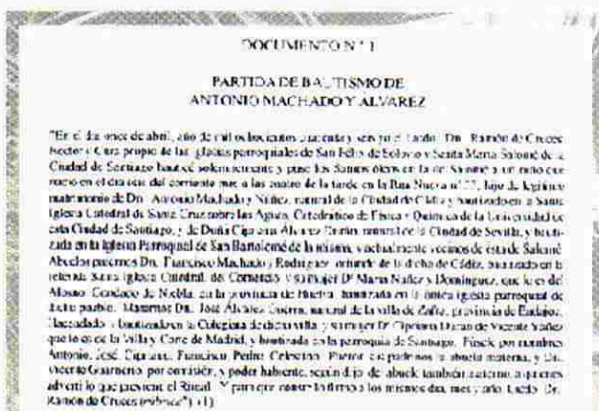 DOCUMENTO N.º 1
PARTIDA DE BAUTISMO DE
ANTONIO MACHADO Y ALVAREZ
"En el día once de abril, año de mil ochocientos cuarenta y seis yo el Licdo. Dn. Ramón de Cruces
Rector y Cura propio de las iglesias parroquiales de San Félix de Solovio y Santa María Salomé de la
Ciudad de Santiago bauticé solemnemente y puse los Santos óleos en la de Salomé a un niño que
nació en el día seis del corriente mes a las cuatro de la tarde en la Rúa Nueva n.º, hijo de legítimo
matrimonio de Dn. Antonio Machado y Núñez, natural de la Ciudad de Cádiz y bautizado en la Santa
Iglesia Catedral de Santa Cruz sobre las Aguas, Catedrático de Física y Química de la Universidad de
esta Ciudad de Santiago, y de Doña Cipriana Álvarez Durán, natural de la Ciudad de Sevilla, y bauti-
zada en la Iglesia Parroquial de San Bartolomé de la misma, y actualmente vecinos de ésta de Salomé.
Abuelos paternos Dn. Francisco Machado y Rodríguez, oriundo de la dicha de Cádiz, bautizado en la
referida Santa Iglesia Catedral, del Comercio y su mujer Dª María Núñez y Domínguez, que lo es del
Alosno, Condado de Niebla, en la provincia de Huelva, bautizada en la única iglesia parroquial de
dicho pueblo. Maternos Dn. José Álvarez Guerra, natural de la villa de Zafra, provincia de Badajoz,
Hacendado y bautizado en la Colegiata de dicha villa, y su mujer Dª Cipriana Durán de Vicente Yáñez
que lo es de la Villa y Corte de Madrid, y bautizada en la parroquia de Santiago. Púsele por nombres
Antonio, José, Cipriano, Francisco, Pedro Celestino. Fueron sus padrinos la abuela materna, y Dn.
Vicente Guarnerio, por comisión, y poder habiente, según dijo de abuelo también materno, a quienes
advertí lo que previene el Ritual. Y para que conste lo firmo a los mismos día, mes y año. Licdo. Dn.
Ramón de Cruces (rúbrica") (1)